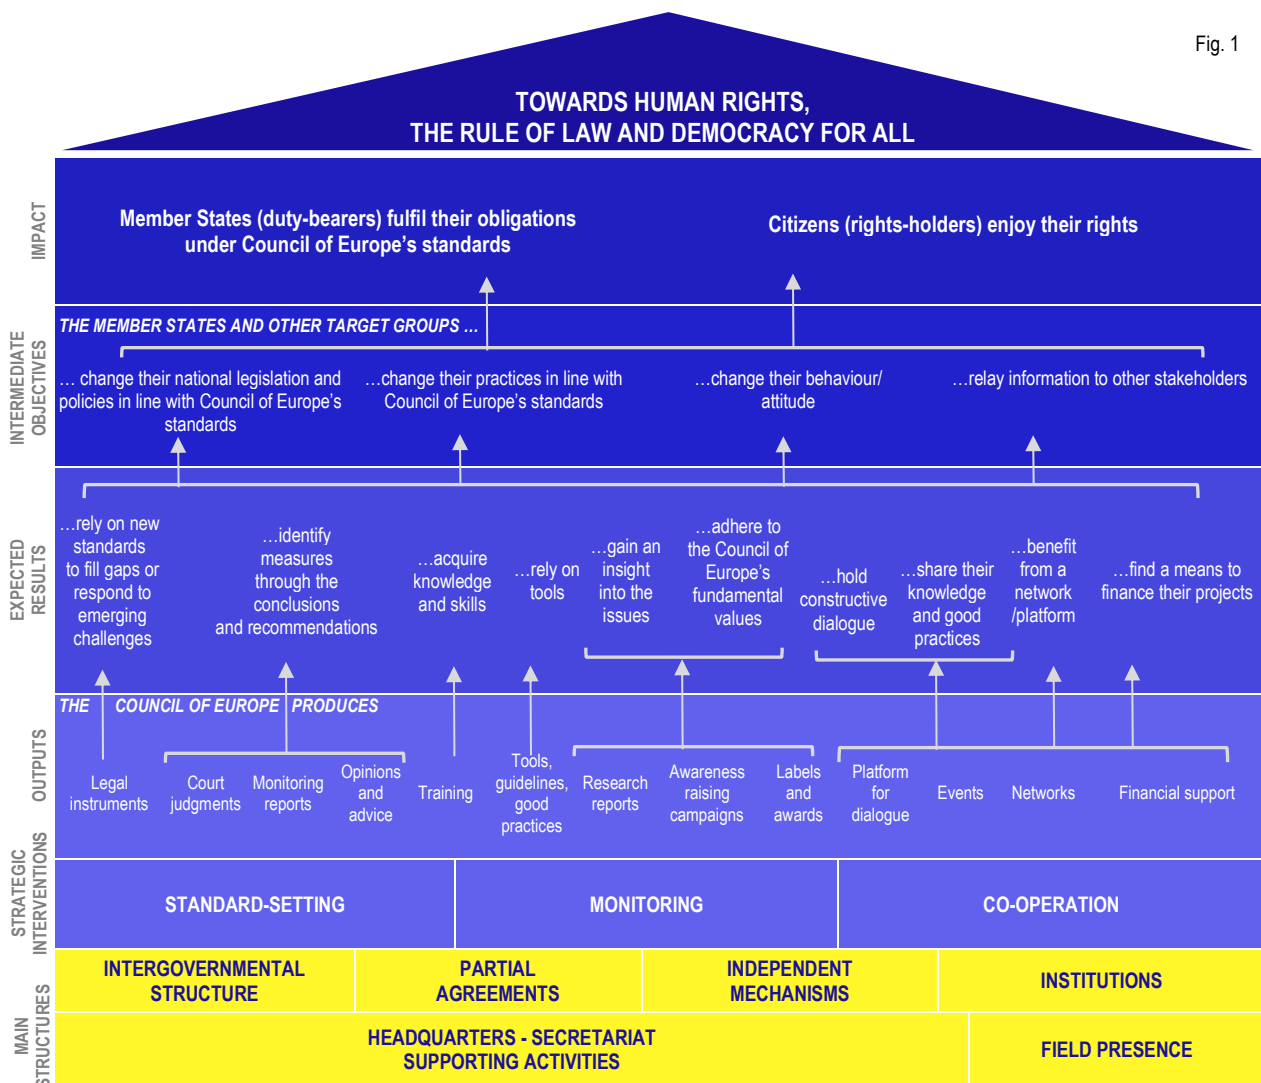 Fig. 1
TOWARDS HUMAN RIGHTS,
THE RULE OF LAW AND DEMOCRACY FOR ALL
IMPACT
Member States (duty-bearers) fulfil their obligations
under Council of Europe's standards
Citizens (rights-holders) enjoy their rights
INTERMEDIATE
OBJECTIVES
THE MEMBER STATES AND OTHER TARGET GROUPS …
… change their national legislation and
policies in line with Council of Europe's
standards
…change their practices in line with
Council of Europe's standards
…change their behaviour/
attitude
…relay information to other stakeholders
EXPECTED
RESULTS
…rely on new
standards
to fill gaps or
respond to
emerging
challenges
…identify
measures
through the
conclusions
and recommendations
…acquire
knowledge
and skills
…rely on
tools
…gain an
insight
into the
issues
…adhere to
the Council of
Europe's
fundamental
values
…hold
constructive
dialogue
…share their
knowledge
and good
practices
…benefit
from a
network
/platform
…find a means to
finance their projects
OUTPUTS
THE COUNCIL OF EUROPE PRODUCES
Legal
instruments
Court
judgments
Monitoring
reports
Opinions
and
advice
Training
Tools,
guidelines,
good
practices
Research
reports
Awareness
raising
campaigns
Labels
and
awards
Platform
for
dialogue
Events
Networks
Financial support
STRATEGIC
INTERVENTIONS
STANDARD-SETTING
MONITORING
CO-OPERATION
MAIN
STRUCTURES
INTERGOVERNMENTAL
STRUCTURE
PARTIAL
AGREEMENTS
INDEPENDENT
MECHANISMS
INSTITUTIONS
HEADQUARTERS - SECRETARIAT
SUPPORTING ACTIVITIES
FIELD PRESENCE